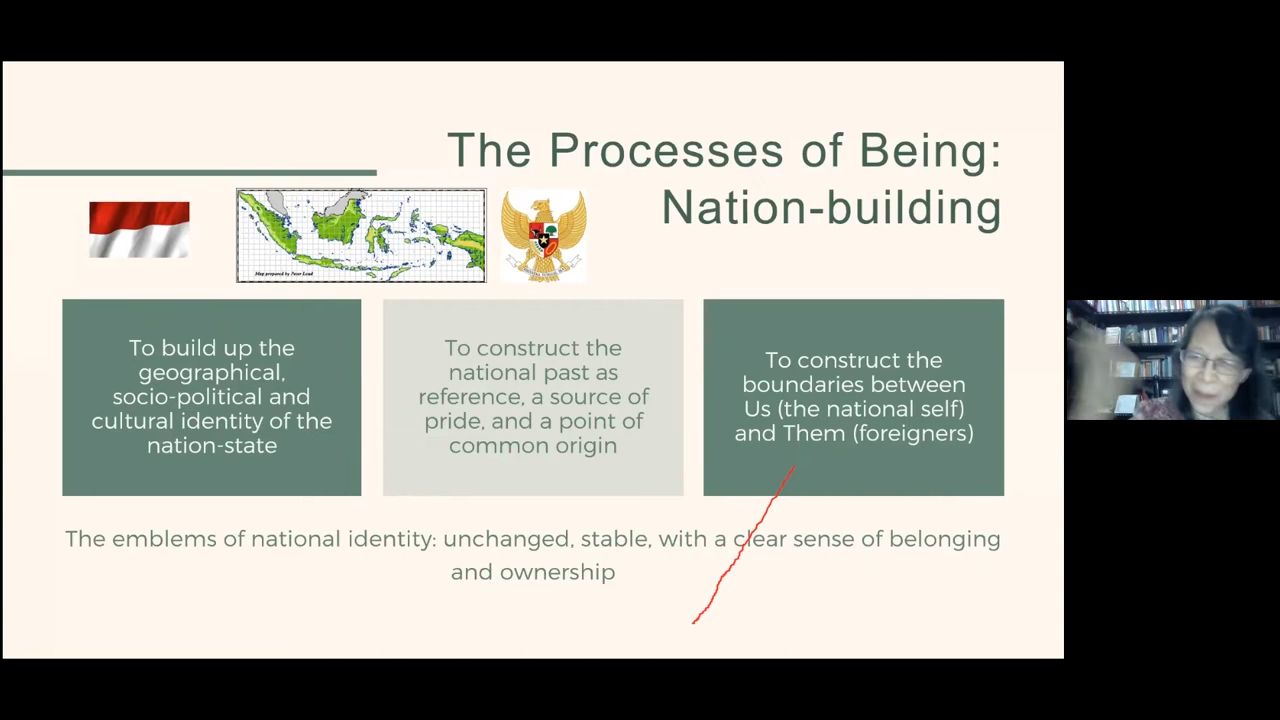 The Processes of Being:
Nation-building
Map prepared by Peter Loud
To build up the
geographical,
socio-political and
cultural identity of the
nation-state
To construct the
national past as
reference, a source of
pride, and a point of
common origin
To construct the
boundaries between
Us (the national self)
and Them (foreigners)
The emblems of national identity: unchanged, stable, with a clear sense of belonging
and ownership